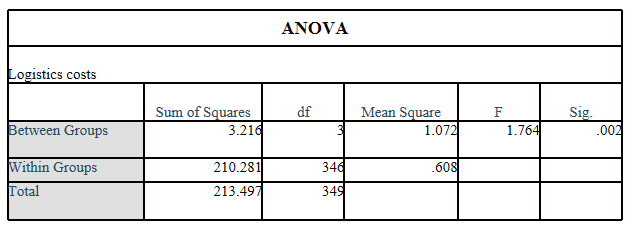 ANOVA
Logistics costs
Sum of Squares df Mean Square F Sig.
Between Groups 3.216 3 1.072 1.764 .002
Within Groups 210.281 346 .608
Total 213.497 349